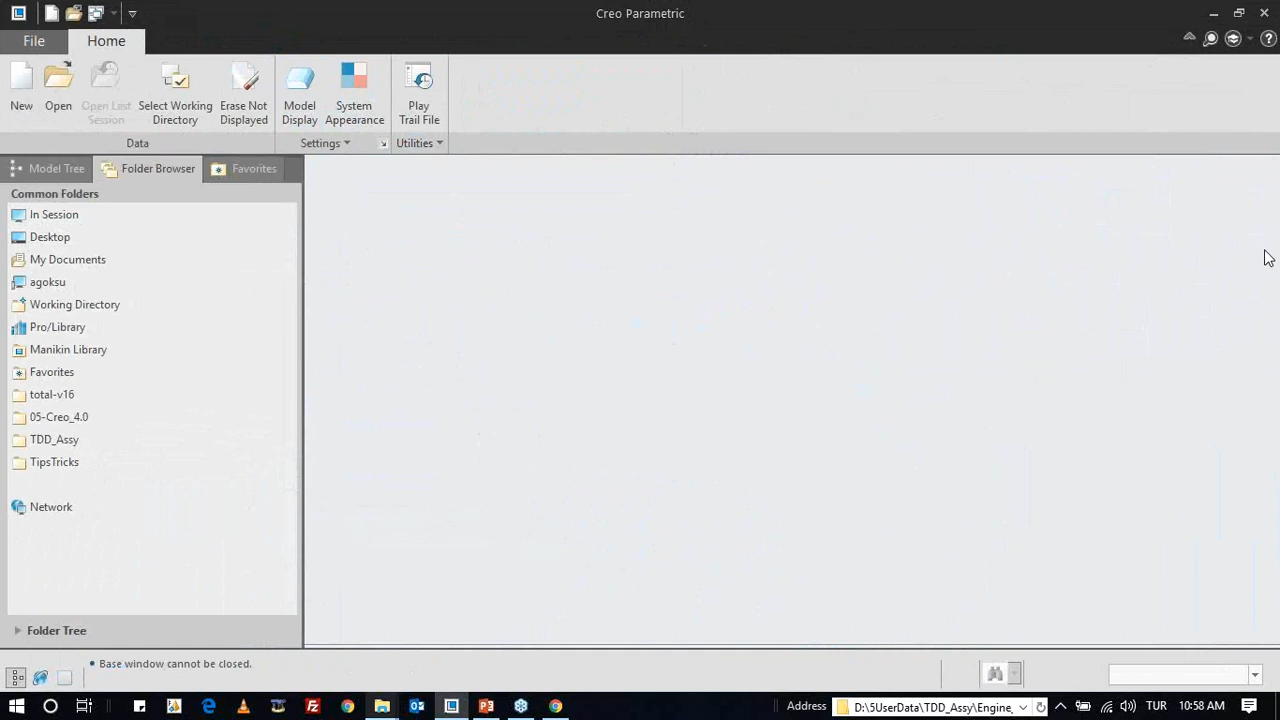 Creo Parametric
File
Home
New
Open
Open Last
Session
Select Working
Directory
Erase Not
Displayed
Model
Display
System
Appearance
Play
Trail File
Data
Settings
Utilities
Model Tree
Folder Browser
Favorites
Common Folders
In Session
Desktop
My Documents
agoksu
Working Directory
Pro/Library
Manikin Library
Favorites
total-v16
05-Creo_4.0
TDD_Assy
TipsTricks
Network
Folder Tree
• Base window cannot be closed.
Address
D:\5UserData\TDD_Assy\Engine_
TUR
10:58 AM